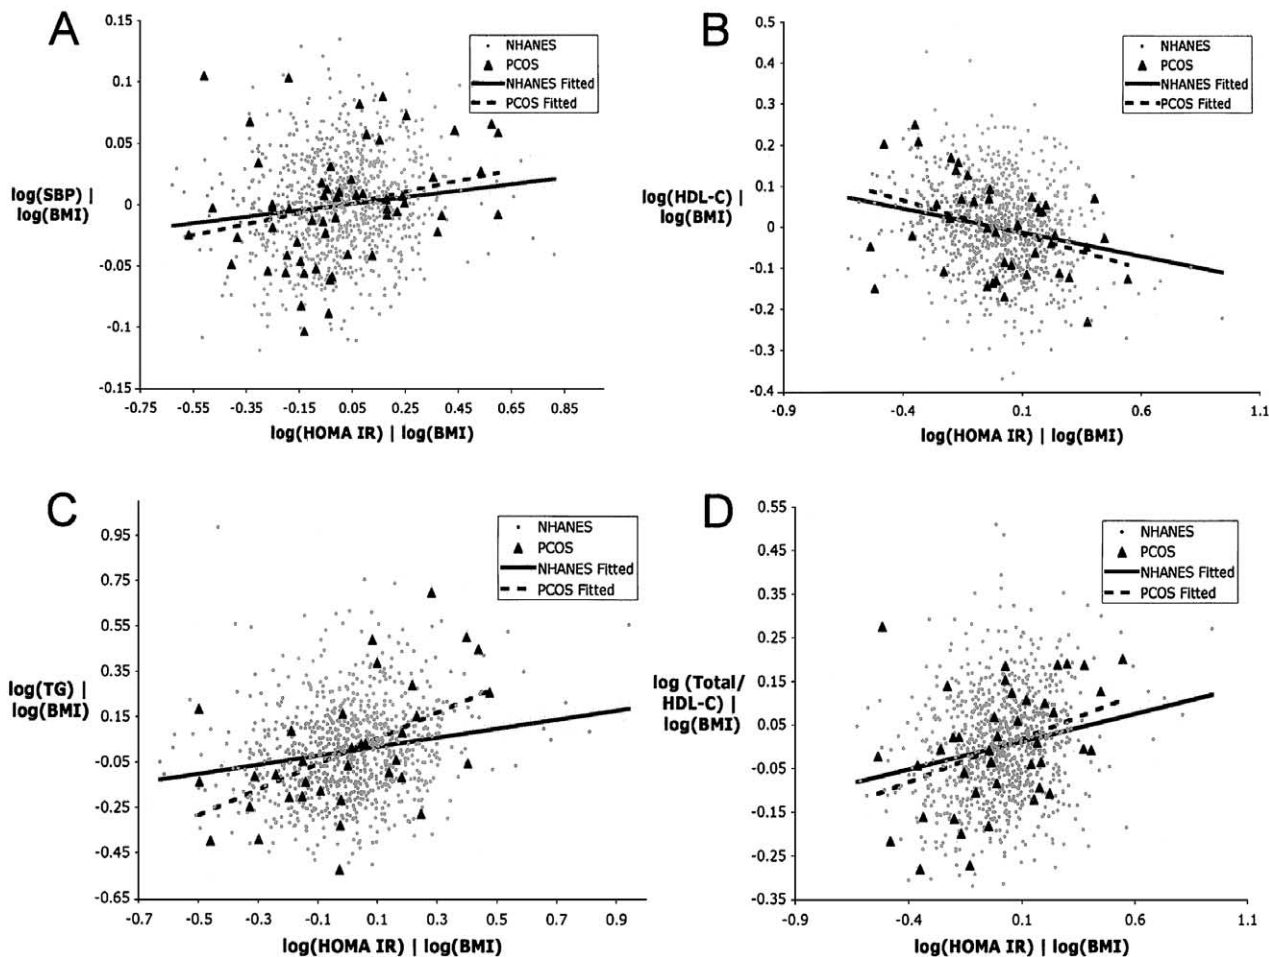 A
0.15
0.1
0.05
0
-0.05
-0.1
-0.15
log(SBP) |
log(BMI)
NHANES
PCOS
NHANES Fitted
PCOS Fitted
-0.75 -0.55 -0.35 -0.15 0.05 0.25 0.45 0.65 0.85
log(HOMA IR) | log(BMI)
B
0.5
0.4
0.3
0.2
0.1
0
-0.1
-0.2
-0.3
-0.4
log(HDL-C) |
log(BMI)
NHANES
PCOS
NHANES Fitted
PCOS Fitted
-0.9 -0.4 0.1 0.6 1.1
log(HOMA IR) | log(BMI)
C
0.95
0.75
0.55
0.35
0.15
-0.05
-0.25
-0.45
-0.65
log(TG) |
log(BMI)
NHANES
PCOS
NHANES Fitted
PCOS Fitted
-0.7 -0.5 -0.3 -0.1 0.1 0.3 0.5 0.7 0.9
log(HOMA IR) | log(BMI)
D
0.55
0.45
0.35
0.25
0.15
0.05
-0.05
-0.15
-0.25
-0.35
log (Total/
HDL-C) |
log(BMI)
NHANES
PCOS
NHANES Fitted
PCOS Fitted
-0.9 -0.4 0.1 0.6 1.1
log(HOMA IR) | log(BMI)